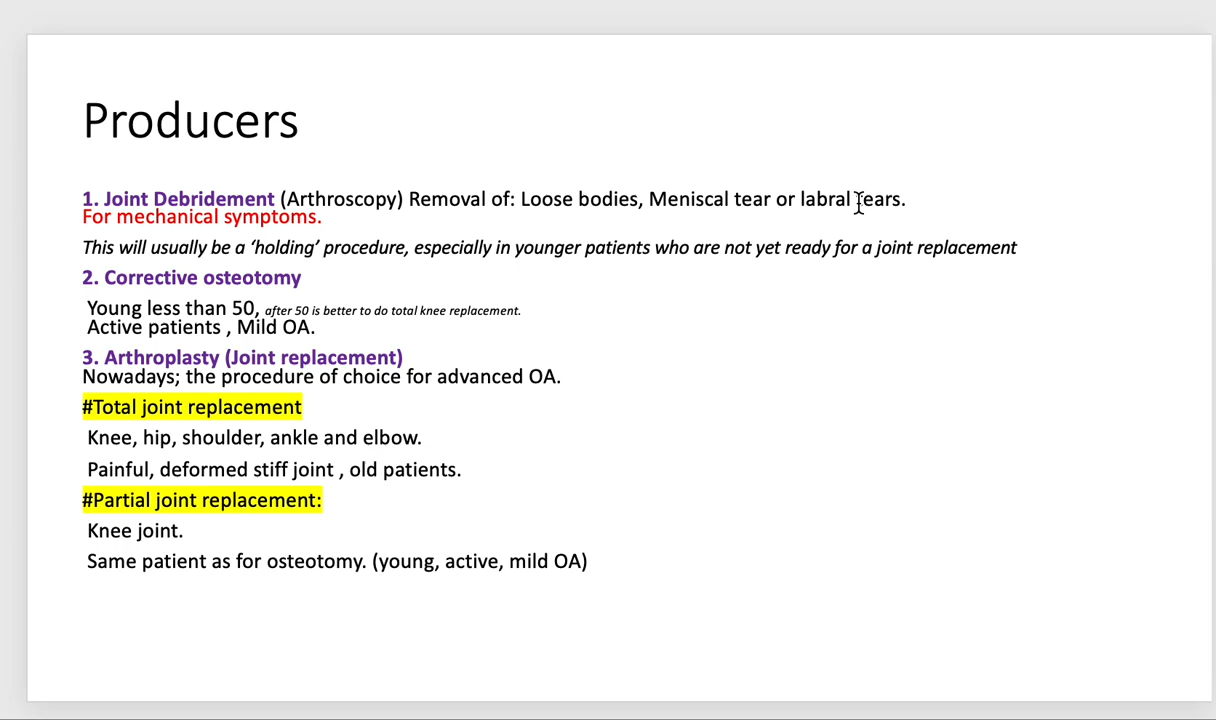 Producers
1. Joint Debridement (Arthroscopy) Removal of: Loose bodies, Meniscal tear or labral tears.
For mechanical symptoms.
This will usually be a ‘holding’ procedure, especially in younger patients who are not yet ready for a joint replacement
2. Corrective osteotomy
Young less than 50, after 50 is better to do total knee replacement.
Active patients , Mild OA.
3. Arthroplasty (Joint replacement)
Nowadays; the procedure of choice for advanced OA.
#Total joint replacement
Knee, hip, shoulder, ankle and elbow.
Painful, deformed stiff joint , old patients.
#Partial joint replacement:
Knee joint.
Same patient as for osteotomy. (young, active, mild OA)